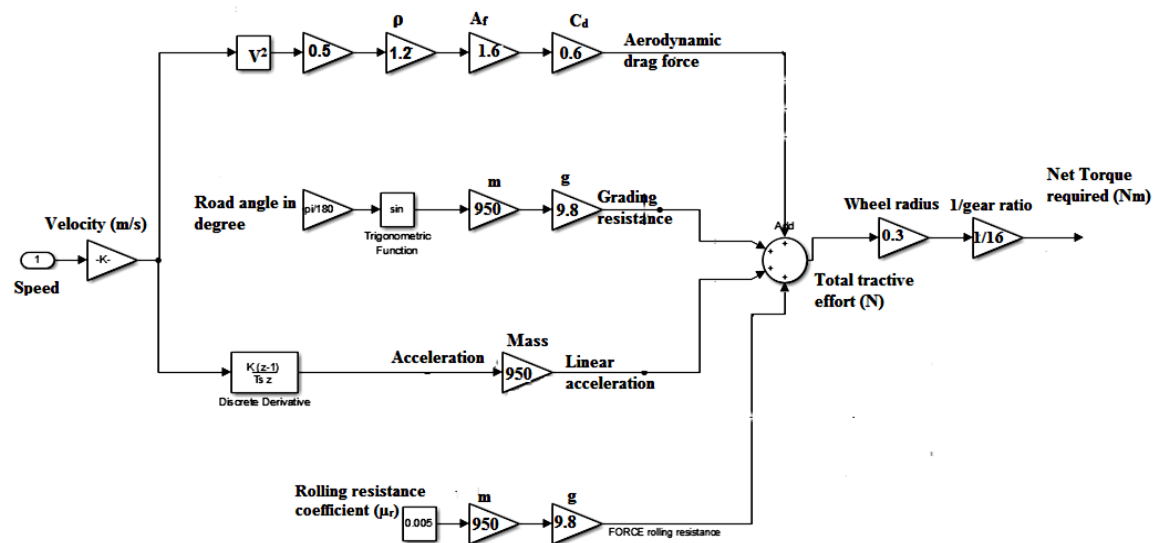 ρ
A_f
C_d
V²
0.5
1.2
1.6
0.6
Aerodynamic
drag force
Road angle in
degree
pi/180
sin
Trigonometric
Function
m
950
g
9.8
Grading
resistance
Velocity (m/s)
1
-K-
Speed
Add
+
+
+
+
Wheel radius
0.3
1/gear ratio
1/16
Net Torque
required (Nm)
Total tractive
effort (N)
K (z-1)
Ts z
Discrete Derivative
Acceleration
Mass
950
Linear
acceleration
Rolling resistance
coefficient (μ_r)
0.005
m
950
g
9.8
FORCE rolling resistance